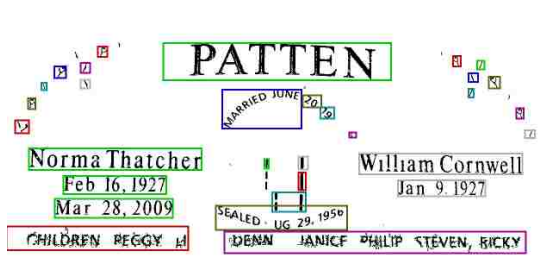 PATTEN
MARRIED JUNE 20, 19
Norma Thatcher
Feb 16, 1927
Mar 28, 2009
William Cornwell
Jan 9, 1927
SEALED UG 29, 1956
CHILDREN PEGGY
DENN JANICE PHILIP STEVEN, RICKY